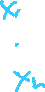 x₁
.
xn